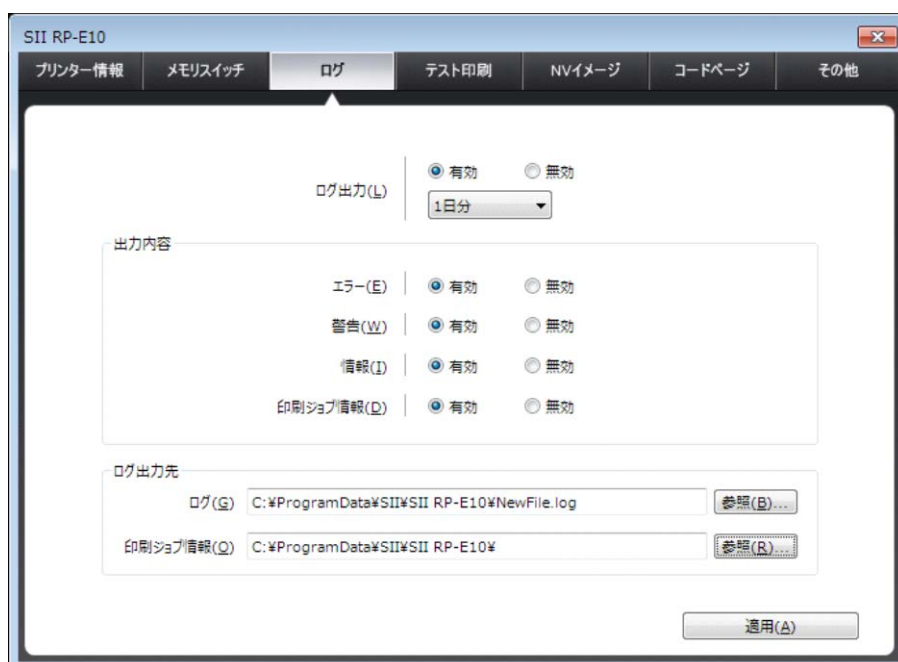 SII RP-E10
プリンター情報 メモリスイッチ ログ テスト印刷 NVイメージ コードページ その他
ログ出力(L) 有効 無効
1日分
出力内容
エラー(E) 有効 無効
警告(W) 有効 無効
情報(I) 有効 無効
印刷ジョブ情報(D) 有効 無効
ログ出力先
ログ(G) C:¥ProgramData¥SII¥SII RP-E10¥NewFile.log 参照(B)...
印刷ジョブ情報(O) C:¥ProgramData¥SII¥SII RP-E10¥ 参照(R)...
適用(A)